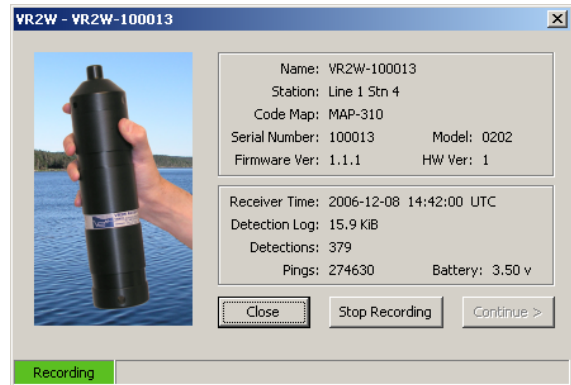 VR2W - VR2W-100013
Name: VR2W-100013
Station: Line 1 Stn 4
Code Map: MAP-310
Serial Number: 100013 Model: 0202
Firmware Ver: 1.1.1 HW Ver: 1
Receiver Time: 2006-12-08 14:42:00 UTC
Detection Log: 15.9 KiB
Detections: 379
Pings: 274630 Battery: 3.50 v
Close Stop Recording Continue >
Recording